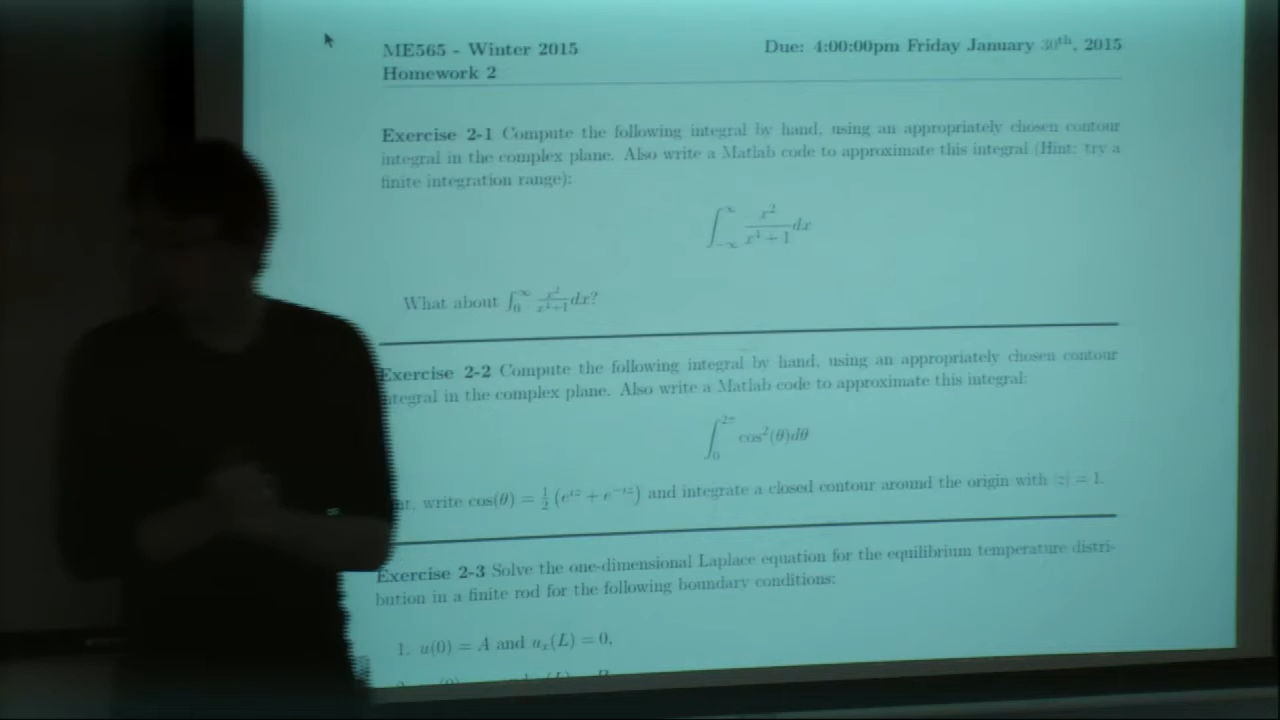 ME565 - Winter 2015
Due: 4:00:00pm Friday January 30th, 2015
Homework 2
Exercise 2-1 Compute the following integral by hand, using an appropriately chosen contour
integral in the complex plane. Also write a Matlab code to approximate this integral (Hint: try a
finite integration range):
∫_{-∞}^{∞} x²/(x⁴ + 1) dx
What about ∫_0^∞ x²/(x⁴+1) dx?
Exercise 2-2 Compute the following integral by hand, using an appropriately chosen contour
ntegral in the complex plane. Also write a Matlab code to approximate this integral:
∫_0^{2π} cos²(θ)dθ
nt, write cos(θ) = ½ (e^{iz} + e^{-iz}) and integrate a closed contour around the origin with |z| = 1.
Exercise 2-3 Solve the one-dimensional Laplace equation for the equilibrium temperature distri-
bution in a finite rod for the following boundary conditions:
1. u(0) = A and u_x(L) = 0,